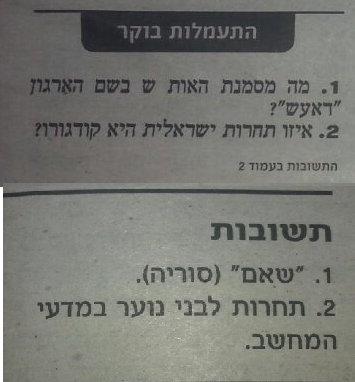 התעמלות בוקר
1. מה מסמנת האות ש בשם הארגון
"דאעש"?
2. איזו תחרות ישראלית היא קודגורו?
התשובות בעמוד 2
תשובות
1. "שאם" (סוריה).
2. תחרות לבני נוער במדעי
המחשב.